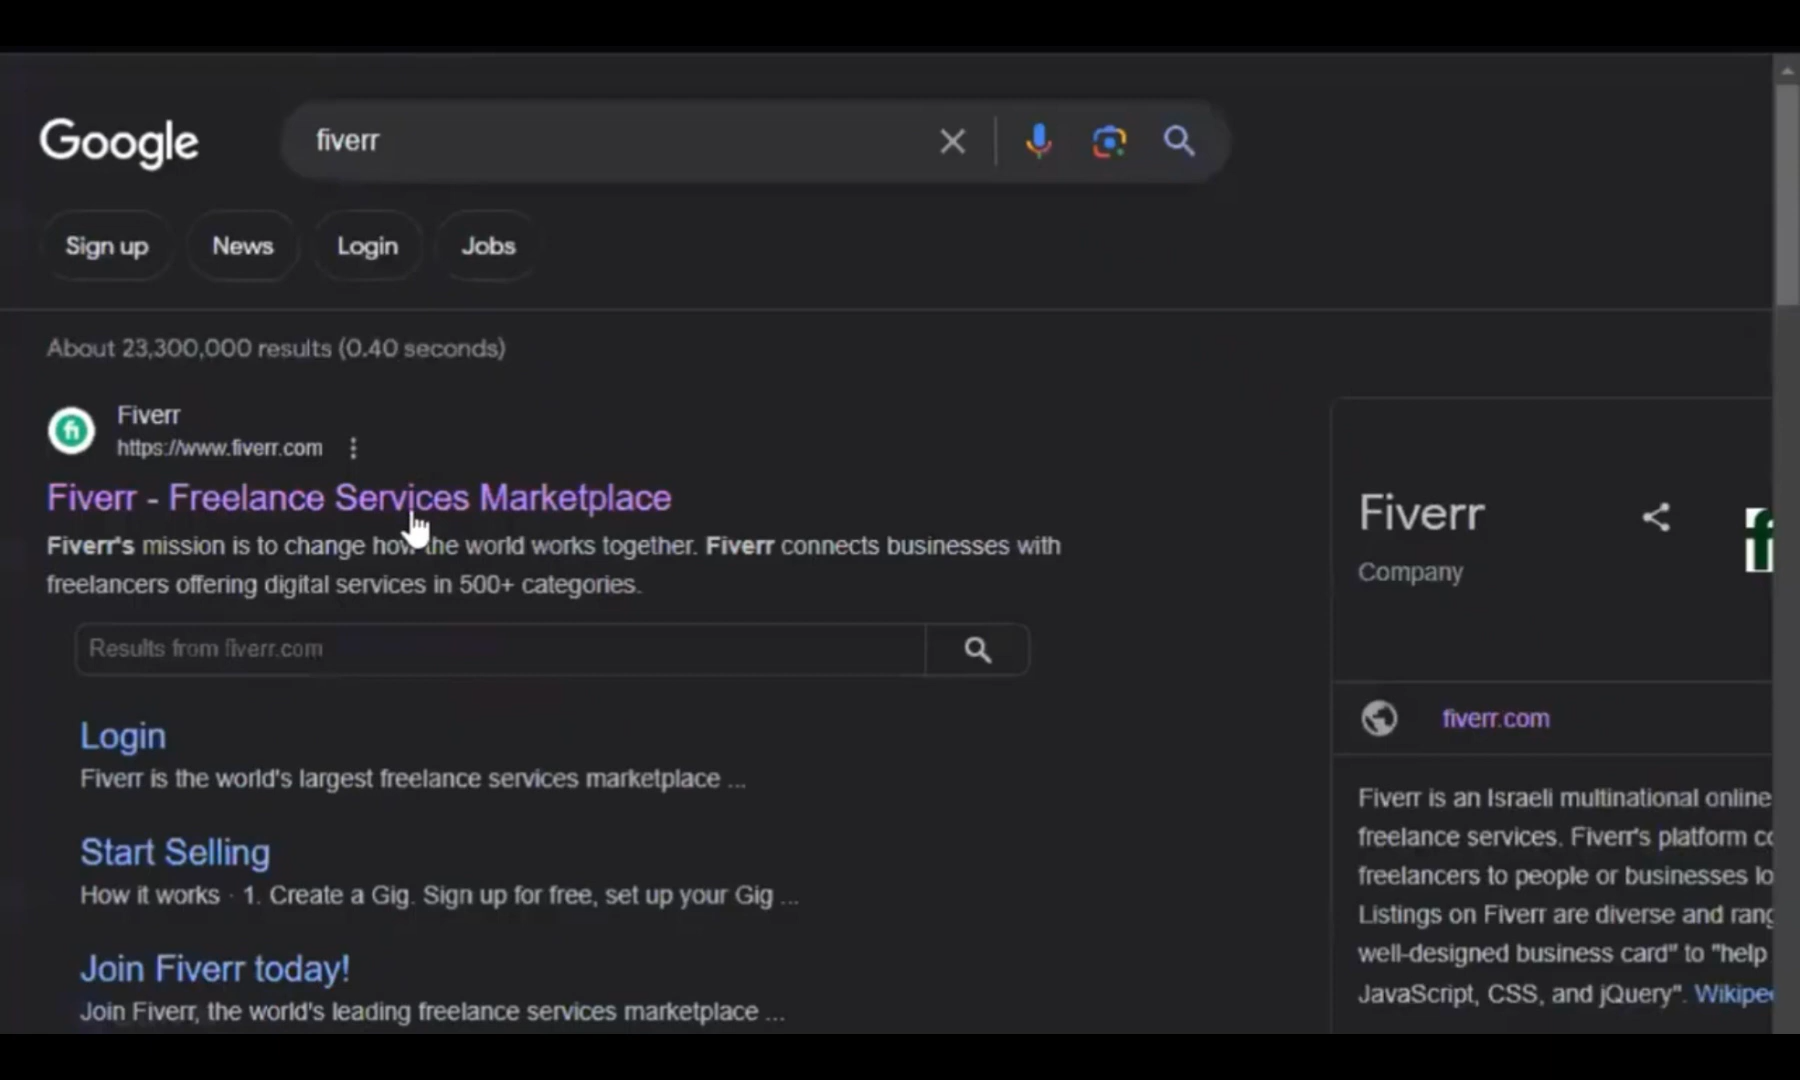 Google
fiverr
Sign up
News
Login
Jobs
About 23,300,000 results (0.40 seconds)
Fiverr
https://www.fiverr.com
Fiverr - Freelance Services Marketplace
Fiverr's mission is to change how the world works together. Fiverr connects businesses with
freelancers offering digital services in 500+ categories.
Results from fiverr.com
Login
Fiverr is the world's largest freelance services marketplace ...
Start Selling
How it works · 1. Create a Gig. Sign up for free, set up your Gig ...
Join Fiverr today!
Join Fiverr, the world's leading freelance services marketplace ...
Fiverr
Company
fiverr.com
Fiverr is an Israeli multinational online
freelance services. Fiverr's platform
freelancers to people or businesses
Listings on Fiverr are diverse and
well-designed business card" to "help
JavaScript, CSS, and jQuery".